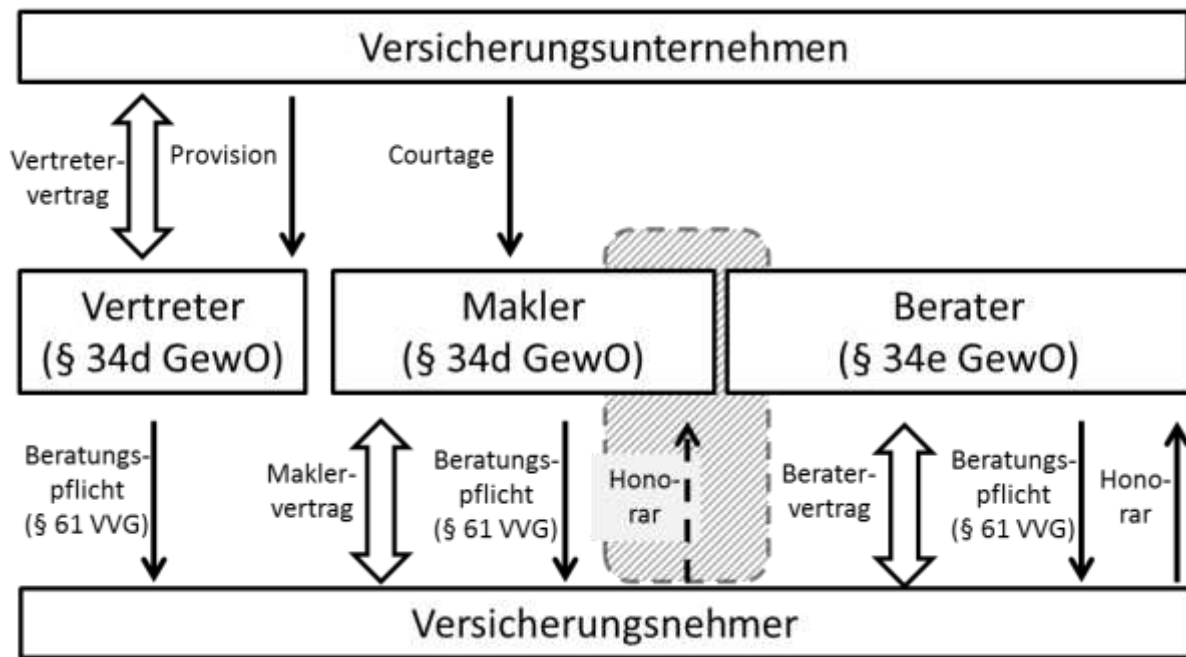 Versicherungsunternehmen
Vertreter-
vertrag
Provision
Courtage
Vertreter
(§ 34d GewO)
Makler
(§ 34d GewO)
Berater
(§ 34e GewO)
Beratungs-
pflicht
(§ 61 VVG)
Makler-
vertrag
Beratungs-
pflicht
(§ 61 VVG)
Hono-
rar
Berater-
vertrag
Beratungs-
pflicht
(§ 61 VVG)
Hono-
rar
Versicherungsnehmer